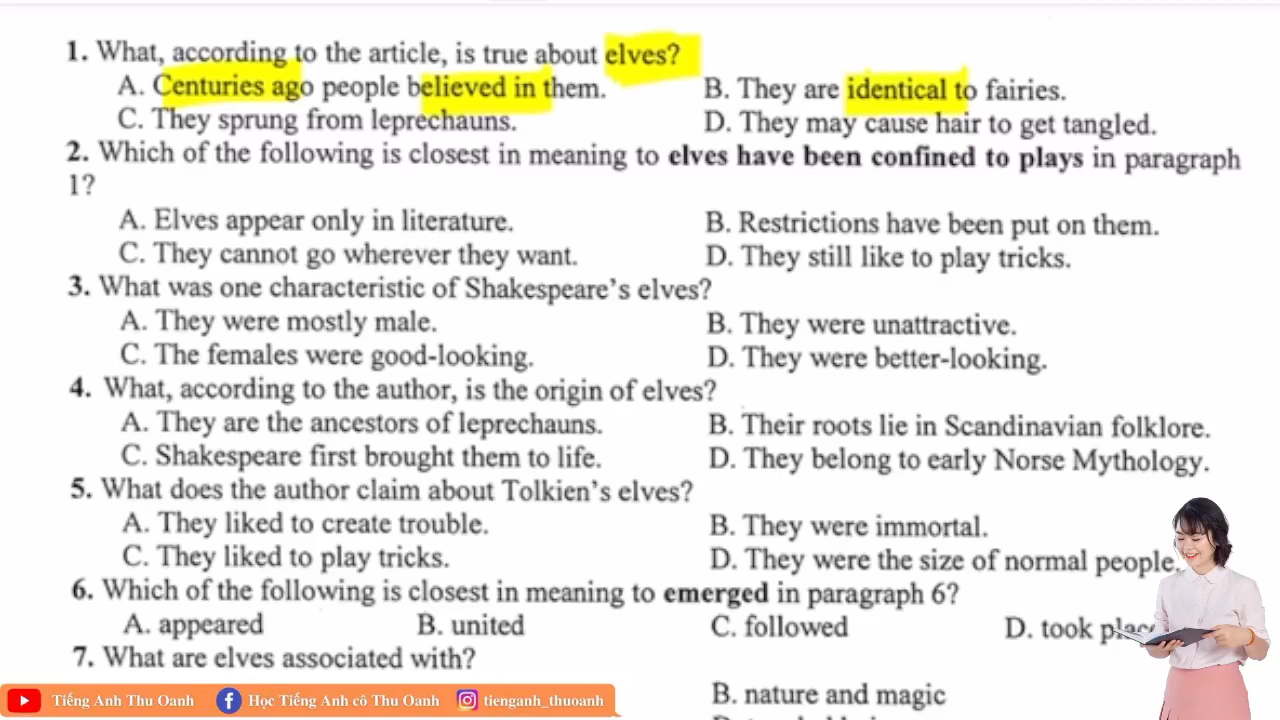 1. What, according to the article, is true about elves?
A. Centuries ago people believed in them. B. They are identical to fairies.
C. They sprung from leprechauns. D. They may cause hair to get tangled.
2. Which of the following is closest in meaning to elves have been confined to plays in paragraph
1?
A. Elves appear only in literature. B. Restrictions have been put on them.
C. They cannot go wherever they want. D. They still like to play tricks.
3. What was one characteristic of Shakespeare's elves?
A. They were mostly male. B. They were unattractive.
C. The females were good-looking. D. They were better-looking.
4. What, according to the author, is the origin of elves?
A. They are the ancestors of leprechauns. B. Their roots lie in Scandinavian folklore.
C. Shakespeare first brought them to life. D. They belong to early Norse Mythology.
5. What does the author claim about Tolkien's elves?
A. They liked to create trouble. B. They were immortal.
C. They liked to play tricks. D. They were the size of normal people.
6. Which of the following is closest in meaning to emerged in paragraph 6?
A. appeared B. united C. followed D. took
7. What are elves associated with?
B. nature and magic
Tiếng Anh Thu Oanh Học Tiếng Anh cô Thu Oanh tienganh_thuoanh